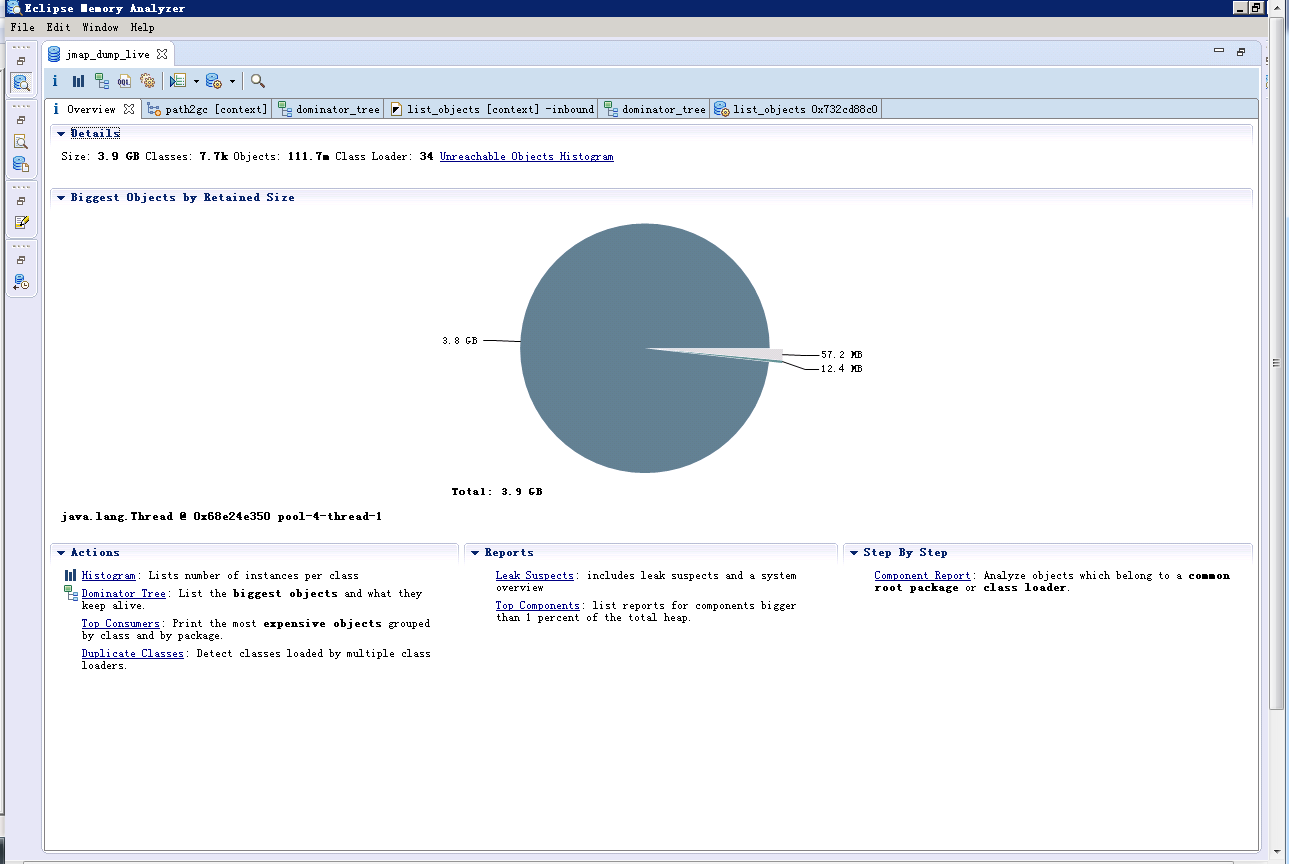 Eclipse Memory Analyzer
File Edit Window Help
jmap_dump_live
i OQL
i Overview path2gc [context] dominator_tree list_objects [context] -inbound dominator_tree list_objects 0x732cd88c0
Details
Size: 3.9 GB Classes: 7.7k Objects: 111.7m Class Loader: 34 Unreachable Objects Histogram
Biggest Objects by Retained Size
3.8 GB
57.2 MB
12.4 MB
Total: 3.9 GB
java.lang.Thread @ 0x68e24e350 pool-4-thread-1
Actions
Histogram: Lists number of instances per class
Dominator Tree: List the biggest objects and what they
keep alive.
Top Consumers: Print the most expensive objects grouped
by class and by package.
Duplicate Classes: Detect classes loaded by multiple class
loaders.
Reports
Leak Suspects: includes leak suspects and a system
overview
Top Components: list reports for components bigger
than 1 percent of the total heap.
Step By Step
Component Report: Analyze objects which belong to a common
root package or class loader.